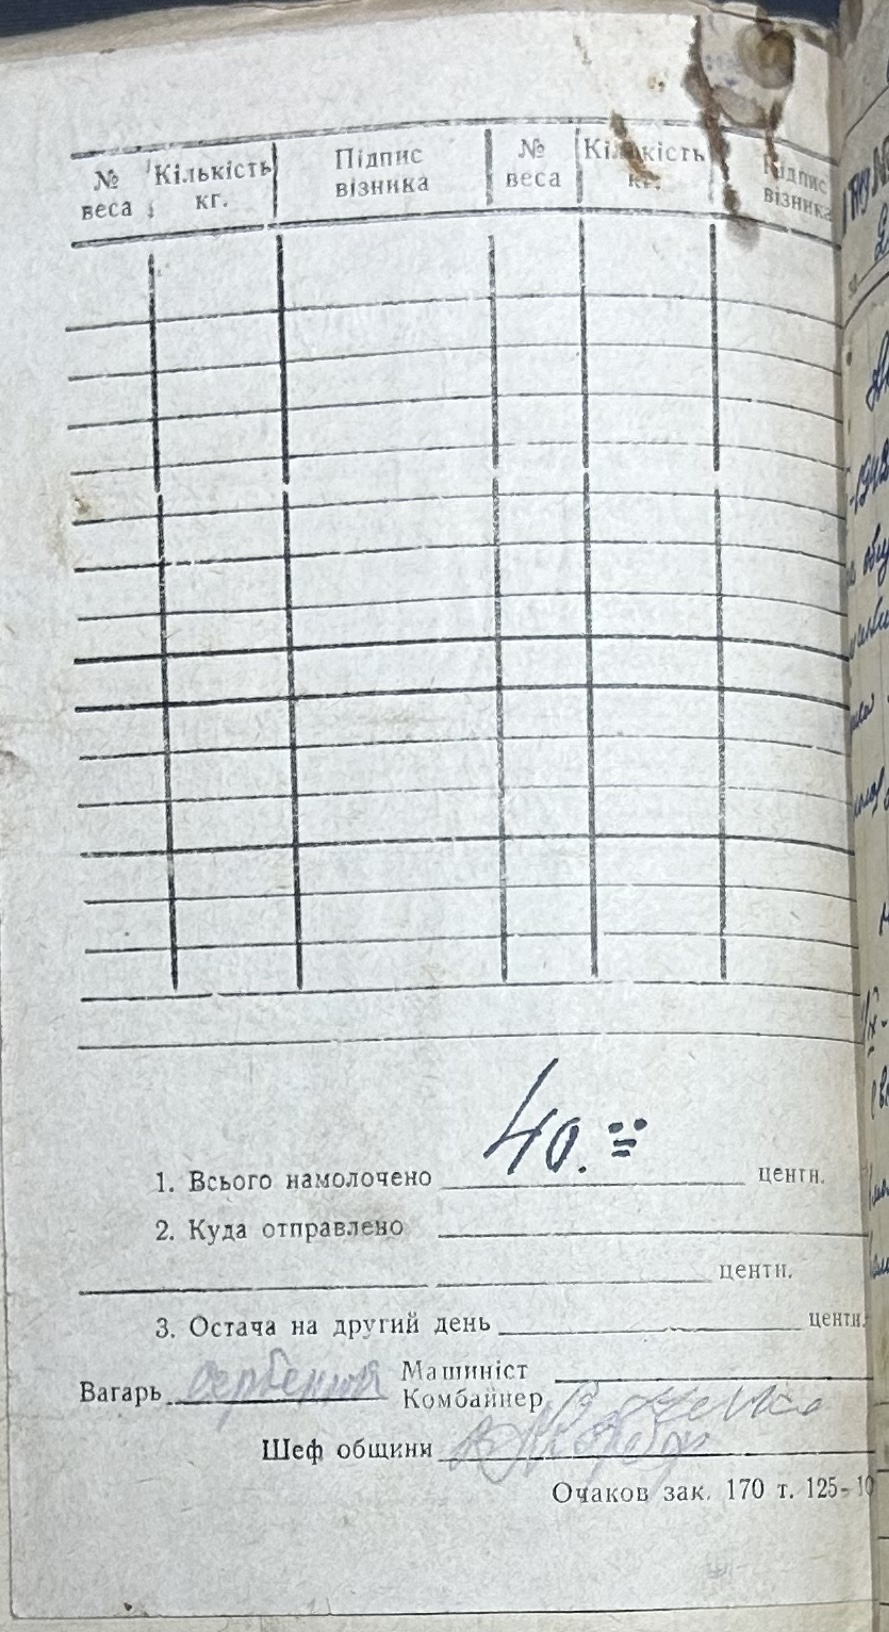 № веса Кількість кг. Підпис візника № веса Кількість кг. Підпис візника
1. Всього намолочено 40.= центн.
2. Куда отправлено
центн.
3. Остача на другий день центн.
Машиніст
Вагарь Комбайнер
Шеф общини
Очаков зак. 170 т. 125-10